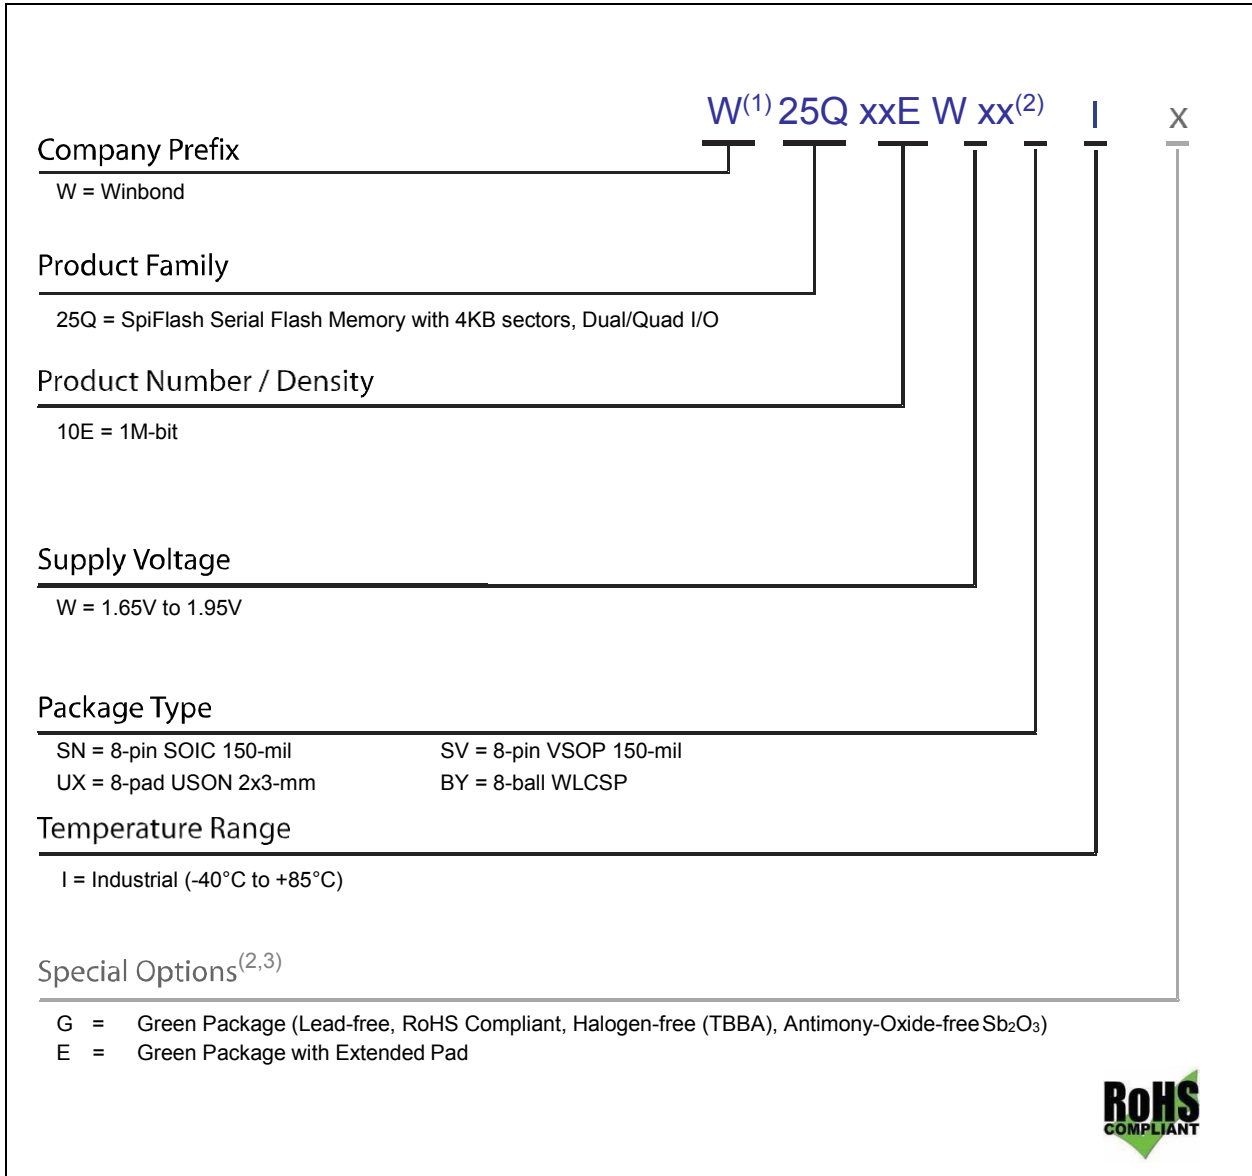 W(1) 25Q xxE W xx(2) I x
Company Prefix
W = Winbond
Product Family
25Q = SpiFlash Serial Flash Memory with 4KB sectors, Dual/Quad I/O
Product Number / Density
10E = 1M-bit
Supply Voltage
W = 1.65V to 1.95V
Package Type
SN = 8-pin SOIC 150-mil SV = 8-pin VSOP 150-mil
UX = 8-pad USON 2x3-mm BY = 8-ball WLCSP
Temperature Range
I = Industrial (-40°C to +85°C)
Special Options(2,3)
G = Green Package (Lead-free, RoHS Compliant, Halogen-free (TBBA), Antimony-Oxide-free Sb₂O₃)
E = Green Package with Extended Pad
RoHS
COMPLIANT